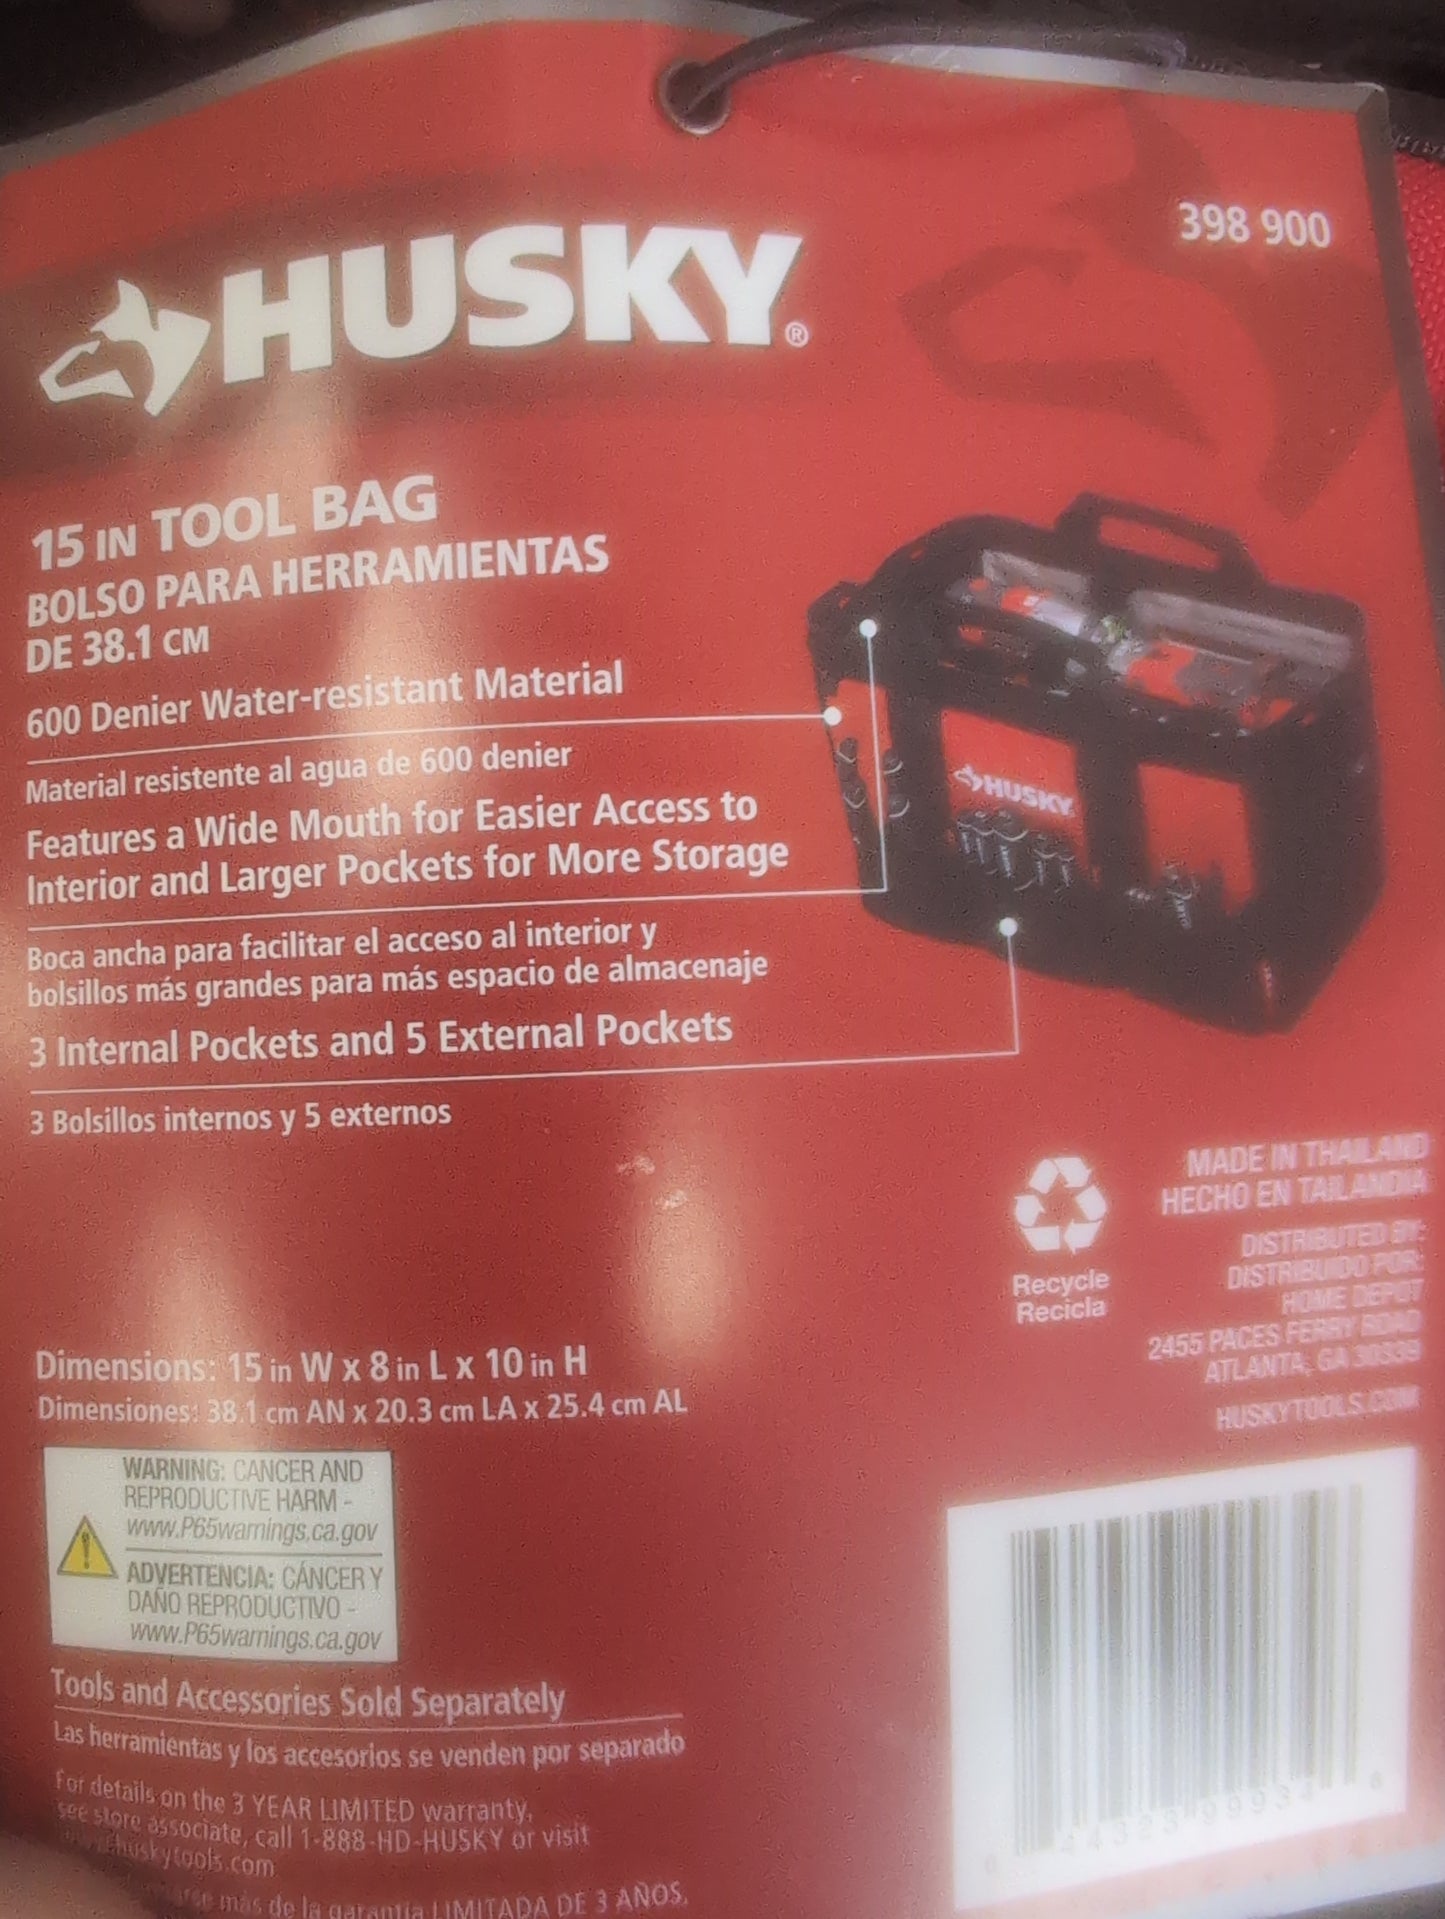 398 900
HUSKY®
15 IN TOOL BAG
BOLSO PARA HERRAMIENTAS
DE 38.1 CM
600 Denier Water-resistant Material
Material resistente al agua de 600 denier
Features a Wide Mouth for Easier Access to
Interior and Larger Pockets for More Storage
Boca ancha para facilitar el acceso al interior y
bolsillos más grandes para más espacio de almacenaje
3 Internal Pockets and 5 External Pockets
3 Bolsillos internos y 5 externos
HUSKY
Recycle
Recicla
MADE IN THAILAND
HECHO EN TAILANDIA
DISTRIBUTED BY:
DISTRIBUIDO POR:
HOME DEPOT
2455 PACES FERRY ROAD
ATLANTA, GA 30339
HUSKYTOOLS.COM
Dimensions: 15 in W x 8 in L x 10 in H
Dimensiones: 38.1 cm AN x 20.3 cm LA x 25.4 cm AL
WARNING: CANCER AND
REPRODUCTIVE HARM -
www.P65warnings.ca.gov
ADVERTENCIA: CÁNCER Y
DAÑO REPRODUCTIVO -
www.P65warnings.ca.gov
Tools and Accessories Sold Separately
Las herramientas y los accesorios se venden por separado
For details on the 3 YEAR LIMITED warranty,
see store associate, call 1-888-HD-HUSKY or visit
huskytools.com
más de la garantía LIMITADA DE 3 AÑOS,